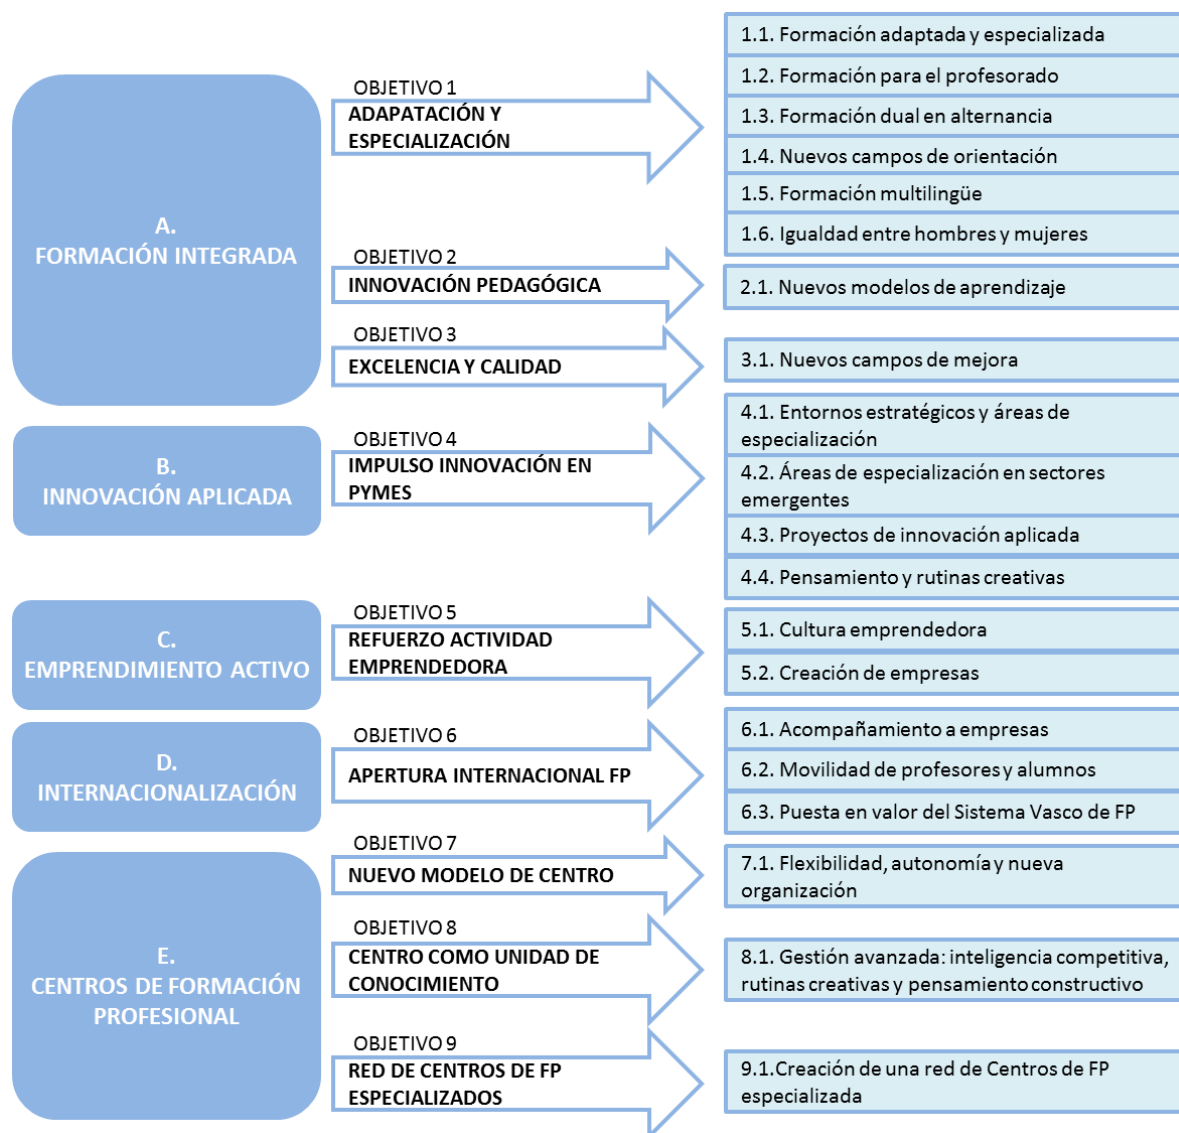 A.
FORMACIÓN INTEGRADA
OBJETIVO 1
ADAPATACIÓN Y
ESPECIALIZACIÓN
1.1. Formación adaptada y especializada
1.2. Formación para el profesorado
1.3. Formación dual en alternancia
1.4. Nuevos campos de orientación
1.5. Formación multilingüe
1.6. Igualdad entre hombres y mujeres
OBJETIVO 2
INNOVACIÓN PEDAGÓGICA
2.1. Nuevos modelos de aprendizaje
OBJETIVO 3
EXCELENCIA Y CALIDAD
3.1. Nuevos campos de mejora
B.
INNOVACIÓN APLICADA
OBJETIVO 4
IMPULSO INNOVACIÓN EN
PYMES
4.1. Entornos estratégicos y áreas de
especialización
4.2. Áreas de especialización en sectores
emergentes
4.3. Proyectos de innovación aplicada
4.4. Pensamiento y rutinas creativas
C.
EMPRENDIMIENTO ACTIVO
OBJETIVO 5
REFUERZO ACTIVIDAD
EMPRENDEDORA
5.1. Cultura emprendedora
5.2. Creación de empresas
D.
INTERNACIONALIZACIÓN
OBJETIVO 6
APERTURA INTERNACIONAL FP
6.1. Acompañamiento a empresas
6.2. Movilidad de profesores y alumnos
6.3. Puesta en valor del Sistema Vasco de FP
E.
CENTROS DE FORMACIÓN
PROFESIONAL
OBJETIVO 7
NUEVO MODELO DE CENTRO
7.1. Flexibilidad, autonomía y nueva
organización
OBJETIVO 8
CENTRO COMO UNIDAD DE
CONOCIMIENTO
8.1. Gestión avanzada: inteligencia competitiva,
rutinas creativas y pensamiento constructivo
OBJETIVO 9
RED DE CENTROS DE FP
ESPECIALIZADOS
9.1.Creación de una red de Centros de FP
especializada